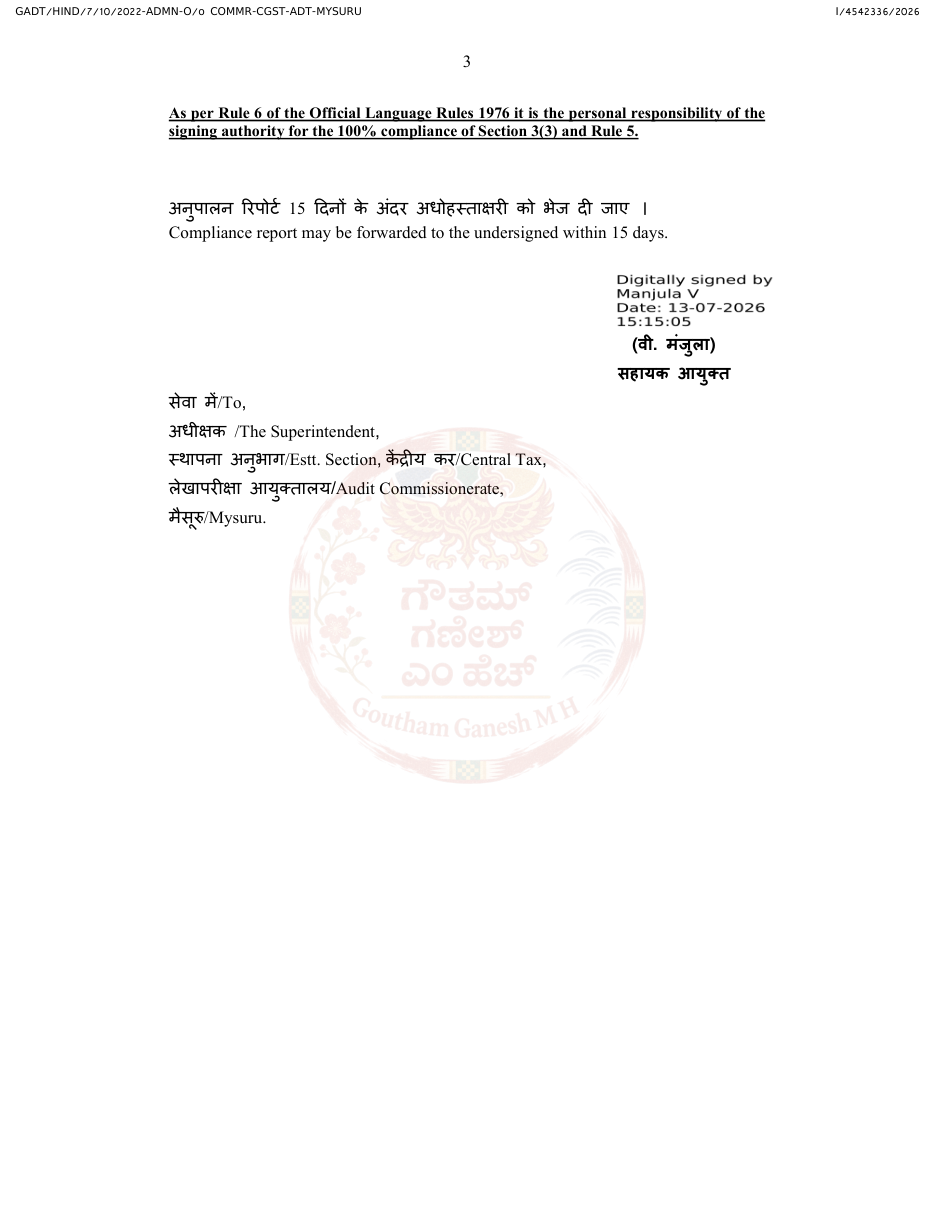 GADT/HIND/7/10/2022-ADMN-O/o COMMR-CGST-ADT-MYSURU
I/4542336/2026
3
As per Rule 6 of the Official Language Rules 1976 it is the personal responsibility of the
signing authority for the 100% compliance of Section 3(3) and Rule 5.
अनुपालन रिपोर्ट 15 दिनों के अंदर अधोहस्ताक्षरी को भेज दी जाए ।
Compliance report may be forwarded to the undersigned within 15 days.
Digitally signed by
Manjula V
Date: 13-07-2026
15:15:05
(वी. मंजुला)
सहायक आयुक्त
सेवा में/To,
अधीक्षक /The Superintendent,
स्थापना अनुभाग/Estt. Section, केंद्रीय कर/Central Tax,
लेखापरीक्षा आयुक्तालय/Audit Commissionerate,
मैसूरु/Mysuru.
ಗೌತಮ್
ಗಣೇಶ್
ಎಂ ಹೆಚ್
Goutham Ganesh M H